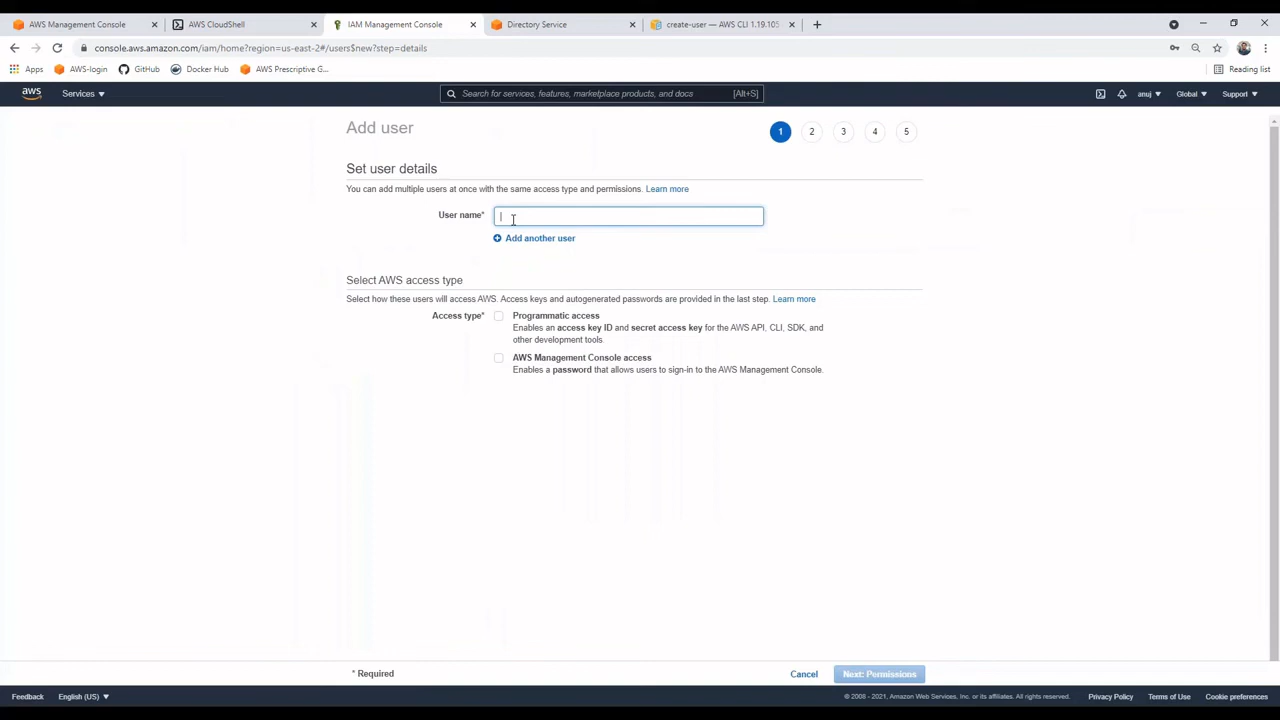 AWS Management Console
AWS CloudShell
IAM Management Console
Directory Service
create-user — AWS CLI 1.19.105
console.aws.amazon.com/iam/home?region=us-east-2#/users$new?step=details
Apps
AWS-login
GitHub
Docker Hub
AWS Prescriptive G...
Reading list
aws
Services
Search for services, features, marketplace products, and docs
[Alt+S]
anuj
Global
Support
Add user
1
2
3
4
5
Set user details
You can add multiple users at once with the same access type and permissions. Learn more
User name*
Add another user
Select AWS access type
Select how these users will access AWS. Access keys and autogenerated passwords are provided in the last step. Learn more
Access type*
Programmatic access
Enables an access key ID and secret access key for the AWS API, CLI, SDK, and
other development tools.
AWS Management Console access
Enables a password that allows users to sign-in to the AWS Management Console.
* Required
Cancel
Next: Permissions
Feedback
English (US)
© 2008 - 2021, Amazon Web Services, Inc. or its affiliates. All rights reserved.
Privacy Policy
Terms of Use
Cookie preferences